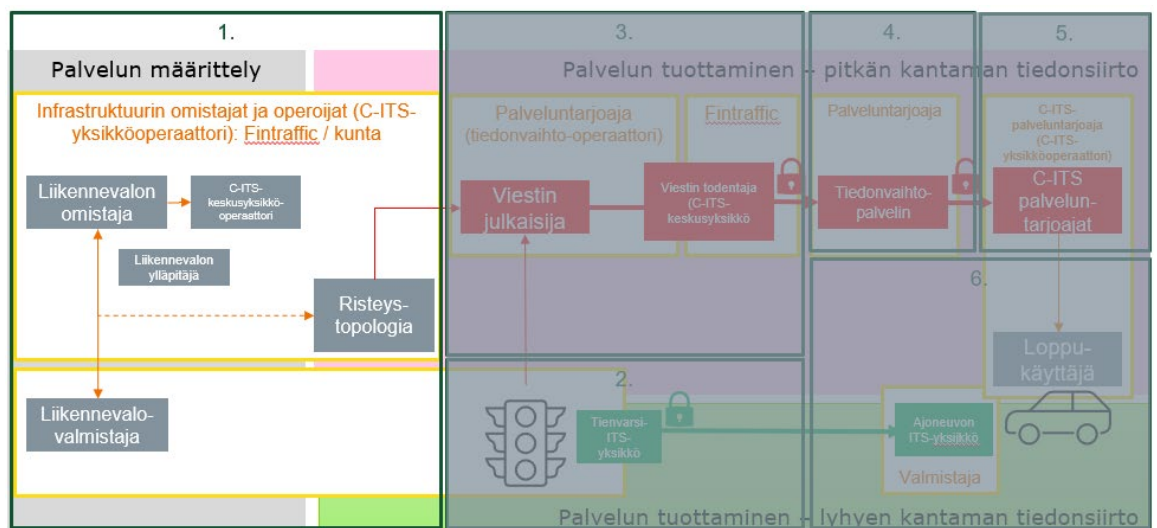 1.
Palvelun määrittely
Infrastruktuurin omistajat ja operoijat (C-ITS-
yksikköoperaattori): Fintraffic / kunta
Liikennevalon
omistaja
C-ITS-
keskusyksikkö-
operaattori
Liikennevalon
ylläpitäjä
Risteys-
topologia
Liikennevalo-
valmistaja
3.
4.
5.
Palvelun tuottaminen – pitkän kantaman tiedonsiirto
Palveluntarjoaja
(tiedonvaihto-operaattori)
Fintraffic
Palveluntarjoaja
C-ITS-
palveluntarjoaja
(C-ITS-
yksikköoperaattori)
Viestin
julkaisija
Viestin todentaja
(C-ITS-
keskusyksikkö
Tiedonvaihto-
palvelin
C-ITS
palvelun-
tarjoajat
6.
Loppu-
käyttäjä
2.
Tienvarsi-
ITS-
yksikkö
Ajoneuvon
ITS-yksikkö
Valmistaja
Palvelun tuottaminen – lyhyen kantaman tiedonsiirto